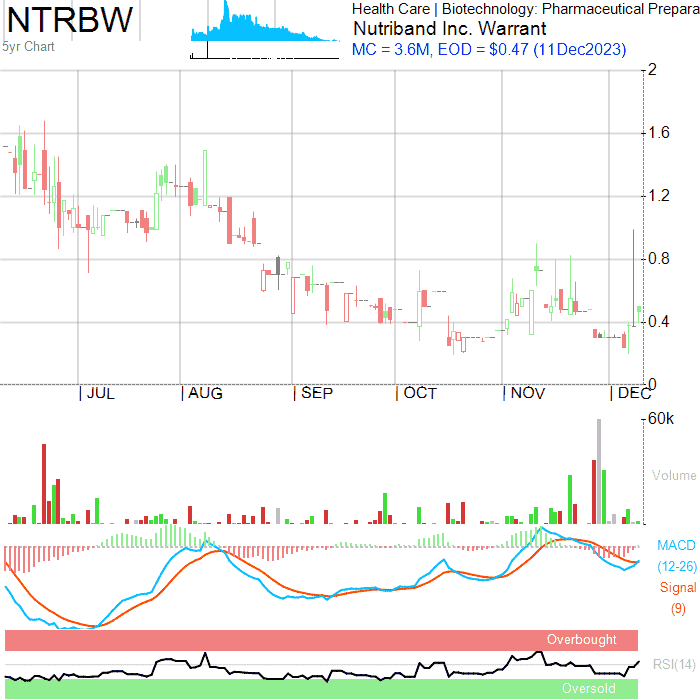 NTRBW
5yr Chart
Health Care | Biotechnology: Pharmaceutical Prepara
Nutriband Inc. Warrant
MC = 3.6M, EOD = $0.47 (11Dec2023)
2
1.6
1.2
0.8
0.4
0
| JUL | AUG | SEP | OCT | NOV | DEC
60k
Volume
0
MACD
(12-26)
Signal
(9)
Overbought
RSI(14)
Oversold